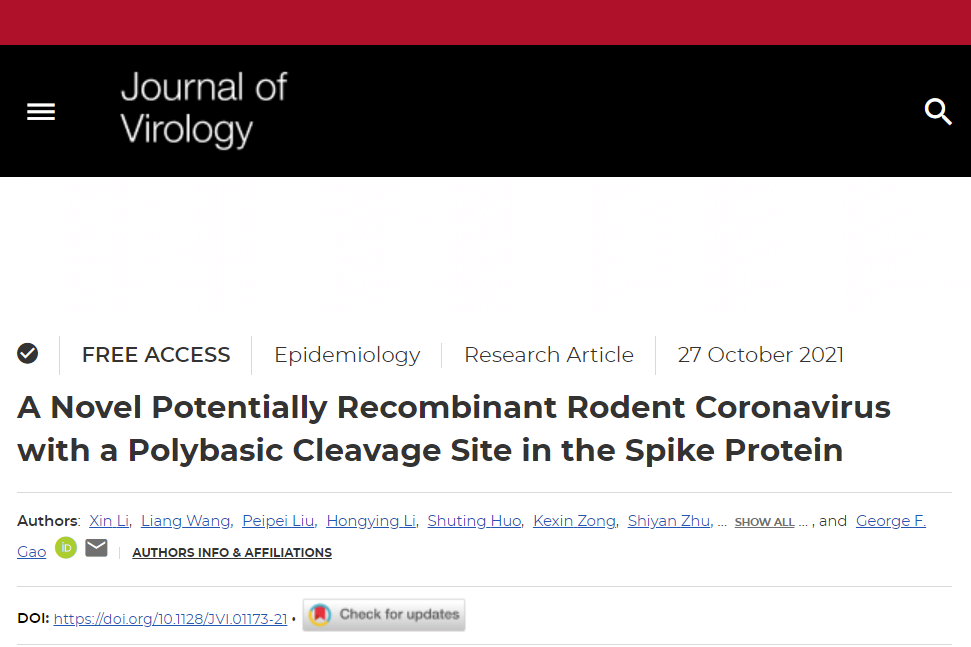 Journal of
Virology
FREE ACCESS Epidemiology Research Article 27 October 2021
A Novel Potentially Recombinant Rodent Coronavirus
with a Polybasic Cleavage Site in the Spike Protein
Authors: Xin Li, Liang Wang, Peipei Liu, Hongying Li, Shuting Huo, Kexin Zong, Shiyan Zhu, ... SHOW ALL ... , and George F.
Gao iD AUTHORS INFO & AFFILIATIONS
DOI: https://doi.org/10.1128/JVI.01173-21 • Check for updates